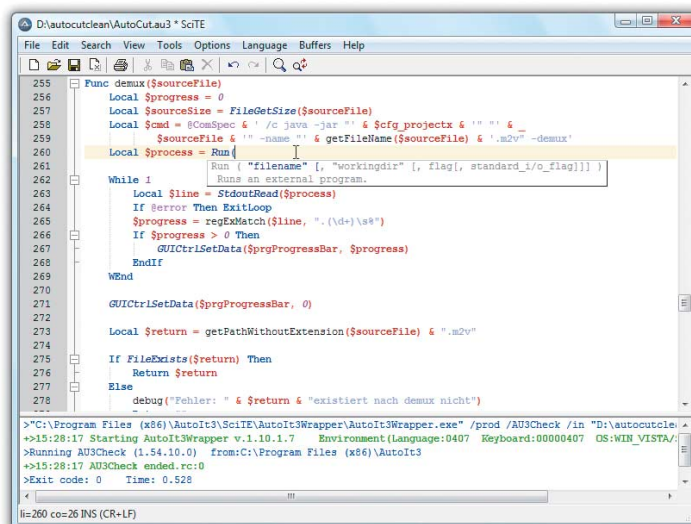 D:\autocutclean\AutoCut.au3 * SciTE
File Edit Search View Tools Options Language Buffers Help
255 Func demux($sourceFile)
256 Local $progress = 0
257 Local $sourceSize = FileGetSize($sourceFile)
258 Local $cmd = @ComSpec & ' /c java -jar "' & $cfg_projectx & '" "' & _
259 $sourceFile & '" -name "' & getFileName($sourceFile) & '.m2v" -demux'
260 Local $process = Run(
261 Run ( "filename" [, "workingdir" [, flag[, standard_i/o_flag]]] )
262 While 1 Runs an external program.
263 Local $line = StdoutRead($process)
264 If @error Then ExitLoop
265 $progress = regExMatch($line, ".(\d+)\s%")
266 If $progress > 0 Then
267 GUICtrlSetData($prgProgressBar, $progress)
268 EndIf
269 WEnd
270
271 GUICtrlSetData($prgProgressBar, 0)
272
273 Local $return = getPathWithoutExtension($sourceFile) & ".m2v"
274
275 If FileExists($return) Then
276 Return $return
277 Else
278 debug("Fehler: " & $return & "existiert nach demux nicht")
>"C:\Program Files (x86)\AutoIt3\SciTE\AutoIt3Wrapper\AutoIt3Wrapper.exe" /prod /AU3Check /in "D:\autocutclea
+>15:28:17 Starting AutoIt3Wrapper v.1.10.1.7 Environment(Language:0407 Keyboard:00000407 OS:WIN_VISTA/
>Running AU3Check (1.54.10.0) from:C:\Program Files (x86)\AutoIt3
+>15:28:17 AU3Check ended.rc:0
>Exit code: 0 Time: 0.528
li=260 co=26 INS (CR+LF)